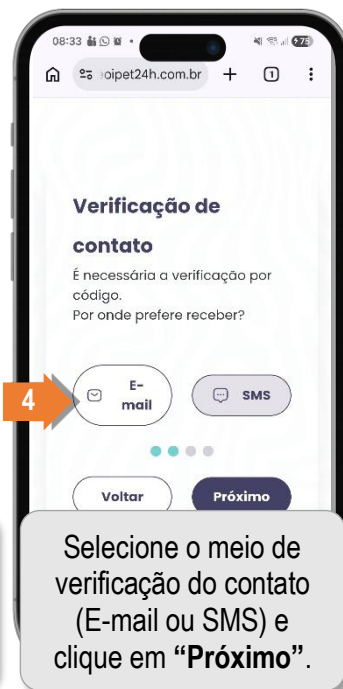 08:33
75
oipet24h.com.br
1
Verificação de
contato
É necessária a verificação por
código.
Por onde prefere receber?
4
E-
mail
SMS
Voltar
Próximo
Selecione o meio de
verificação do contato
(E-mail ou SMS) e
clique em “Próximo”.